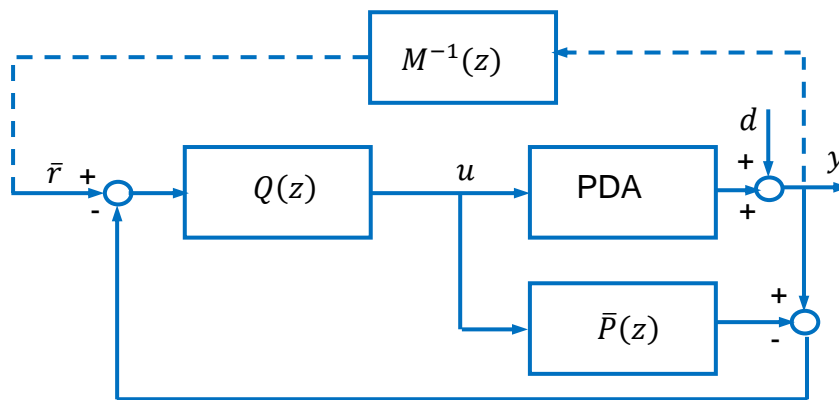 M⁻¹(z)
d
y
r̄
+
-
Q(z)
u
PDA
+
+
P̄(z)
+
-